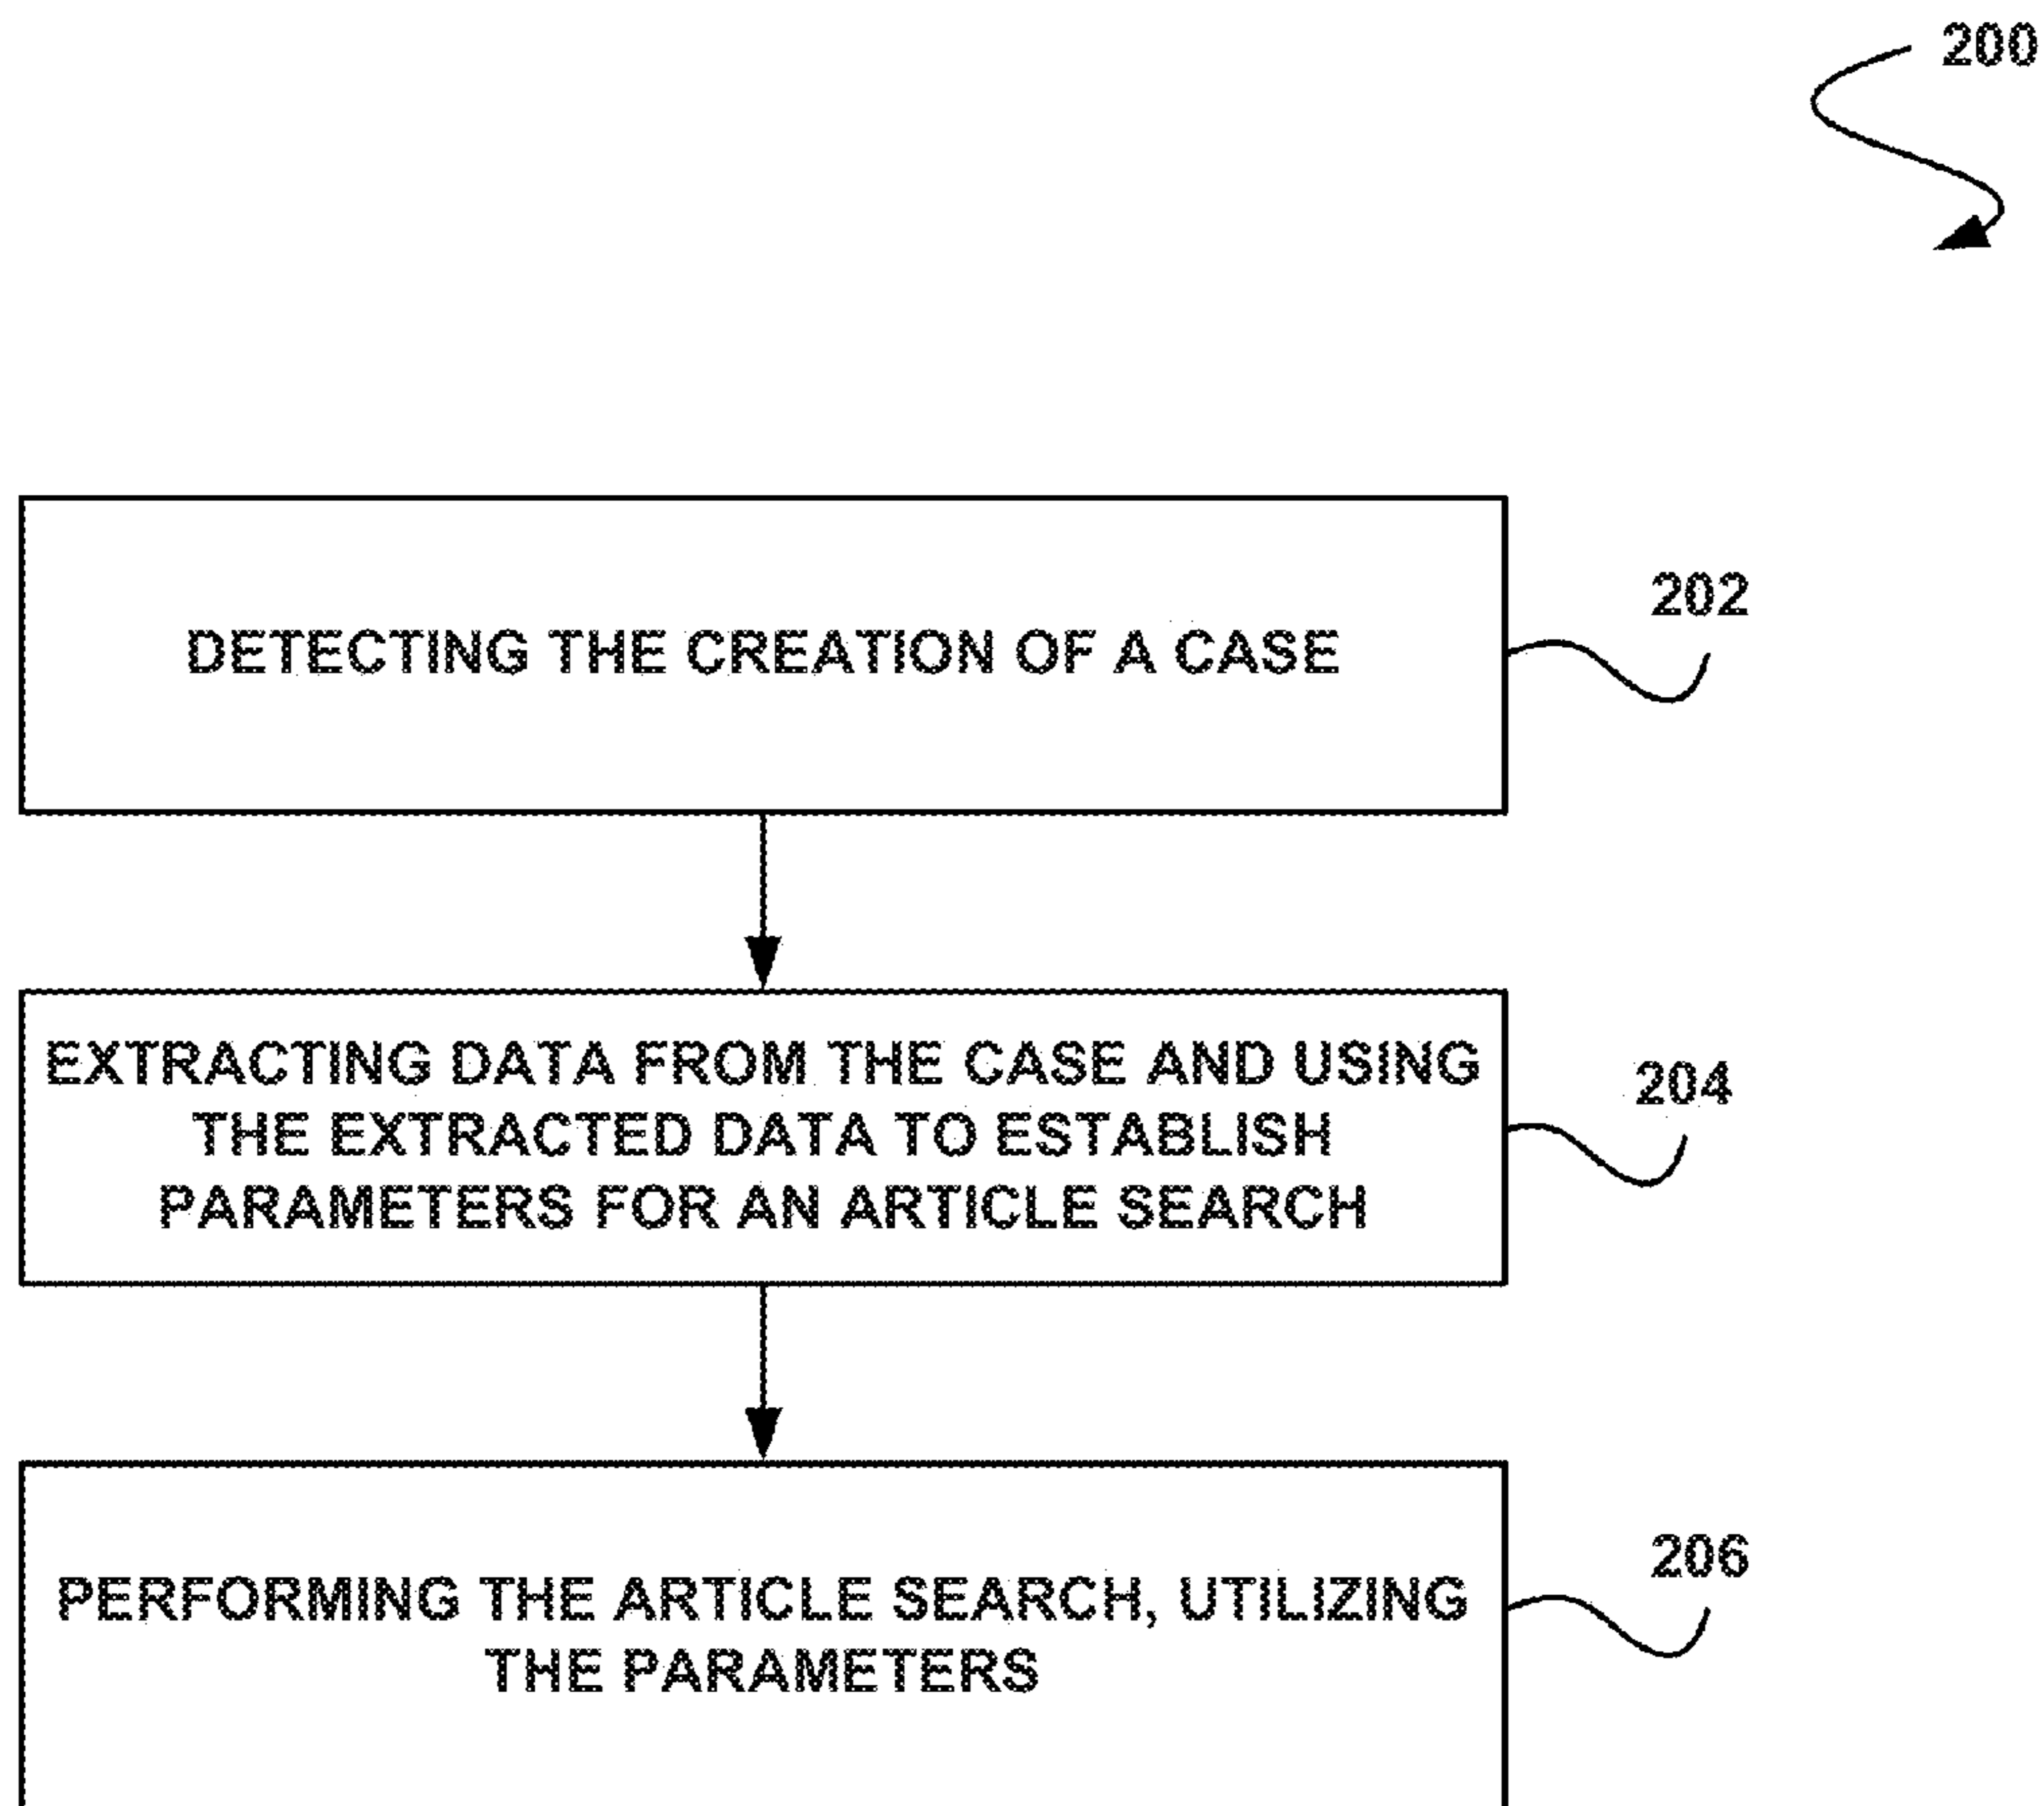 200
DETECTING THE CREATION OF A CASE
202
EXTRACTING DATA FROM THE CASE AND USING
THE EXTRACTED DATA TO ESTABLISH
PARAMETERS FOR AN ARTICLE SEARCH
204
PERFORMING THE ARTICLE SEARCH, UTILIZING
THE PARAMETERS
206